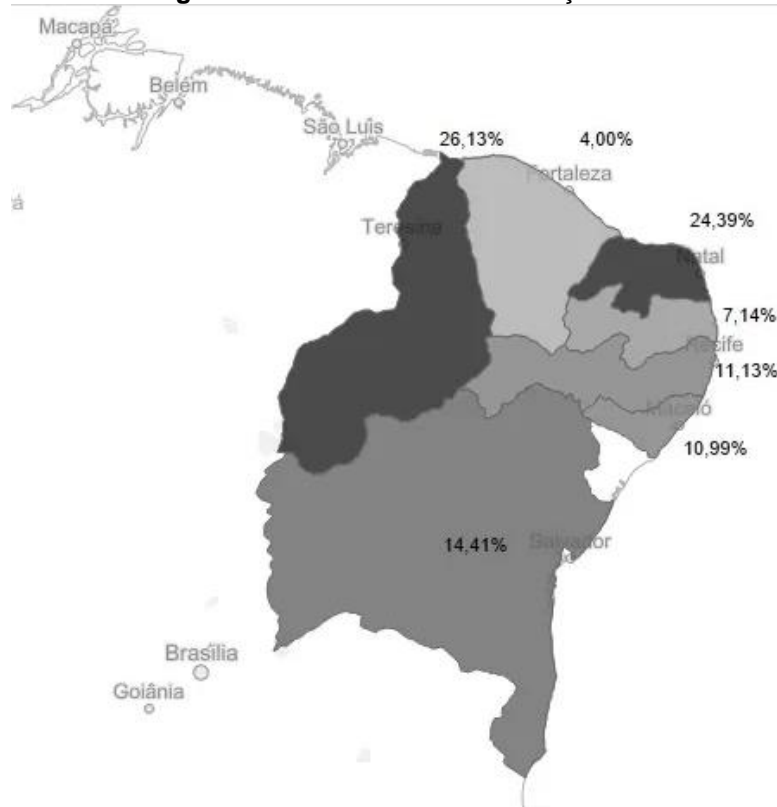 Macapá
Belém
São Luís
26,13%
4,00%
Fortaleza
á
24,39%
Teresina
Natal
7,14%
Recife
11,13%
Maceió
10,99%
14,41%
Salvador
Brasília
Goiânia